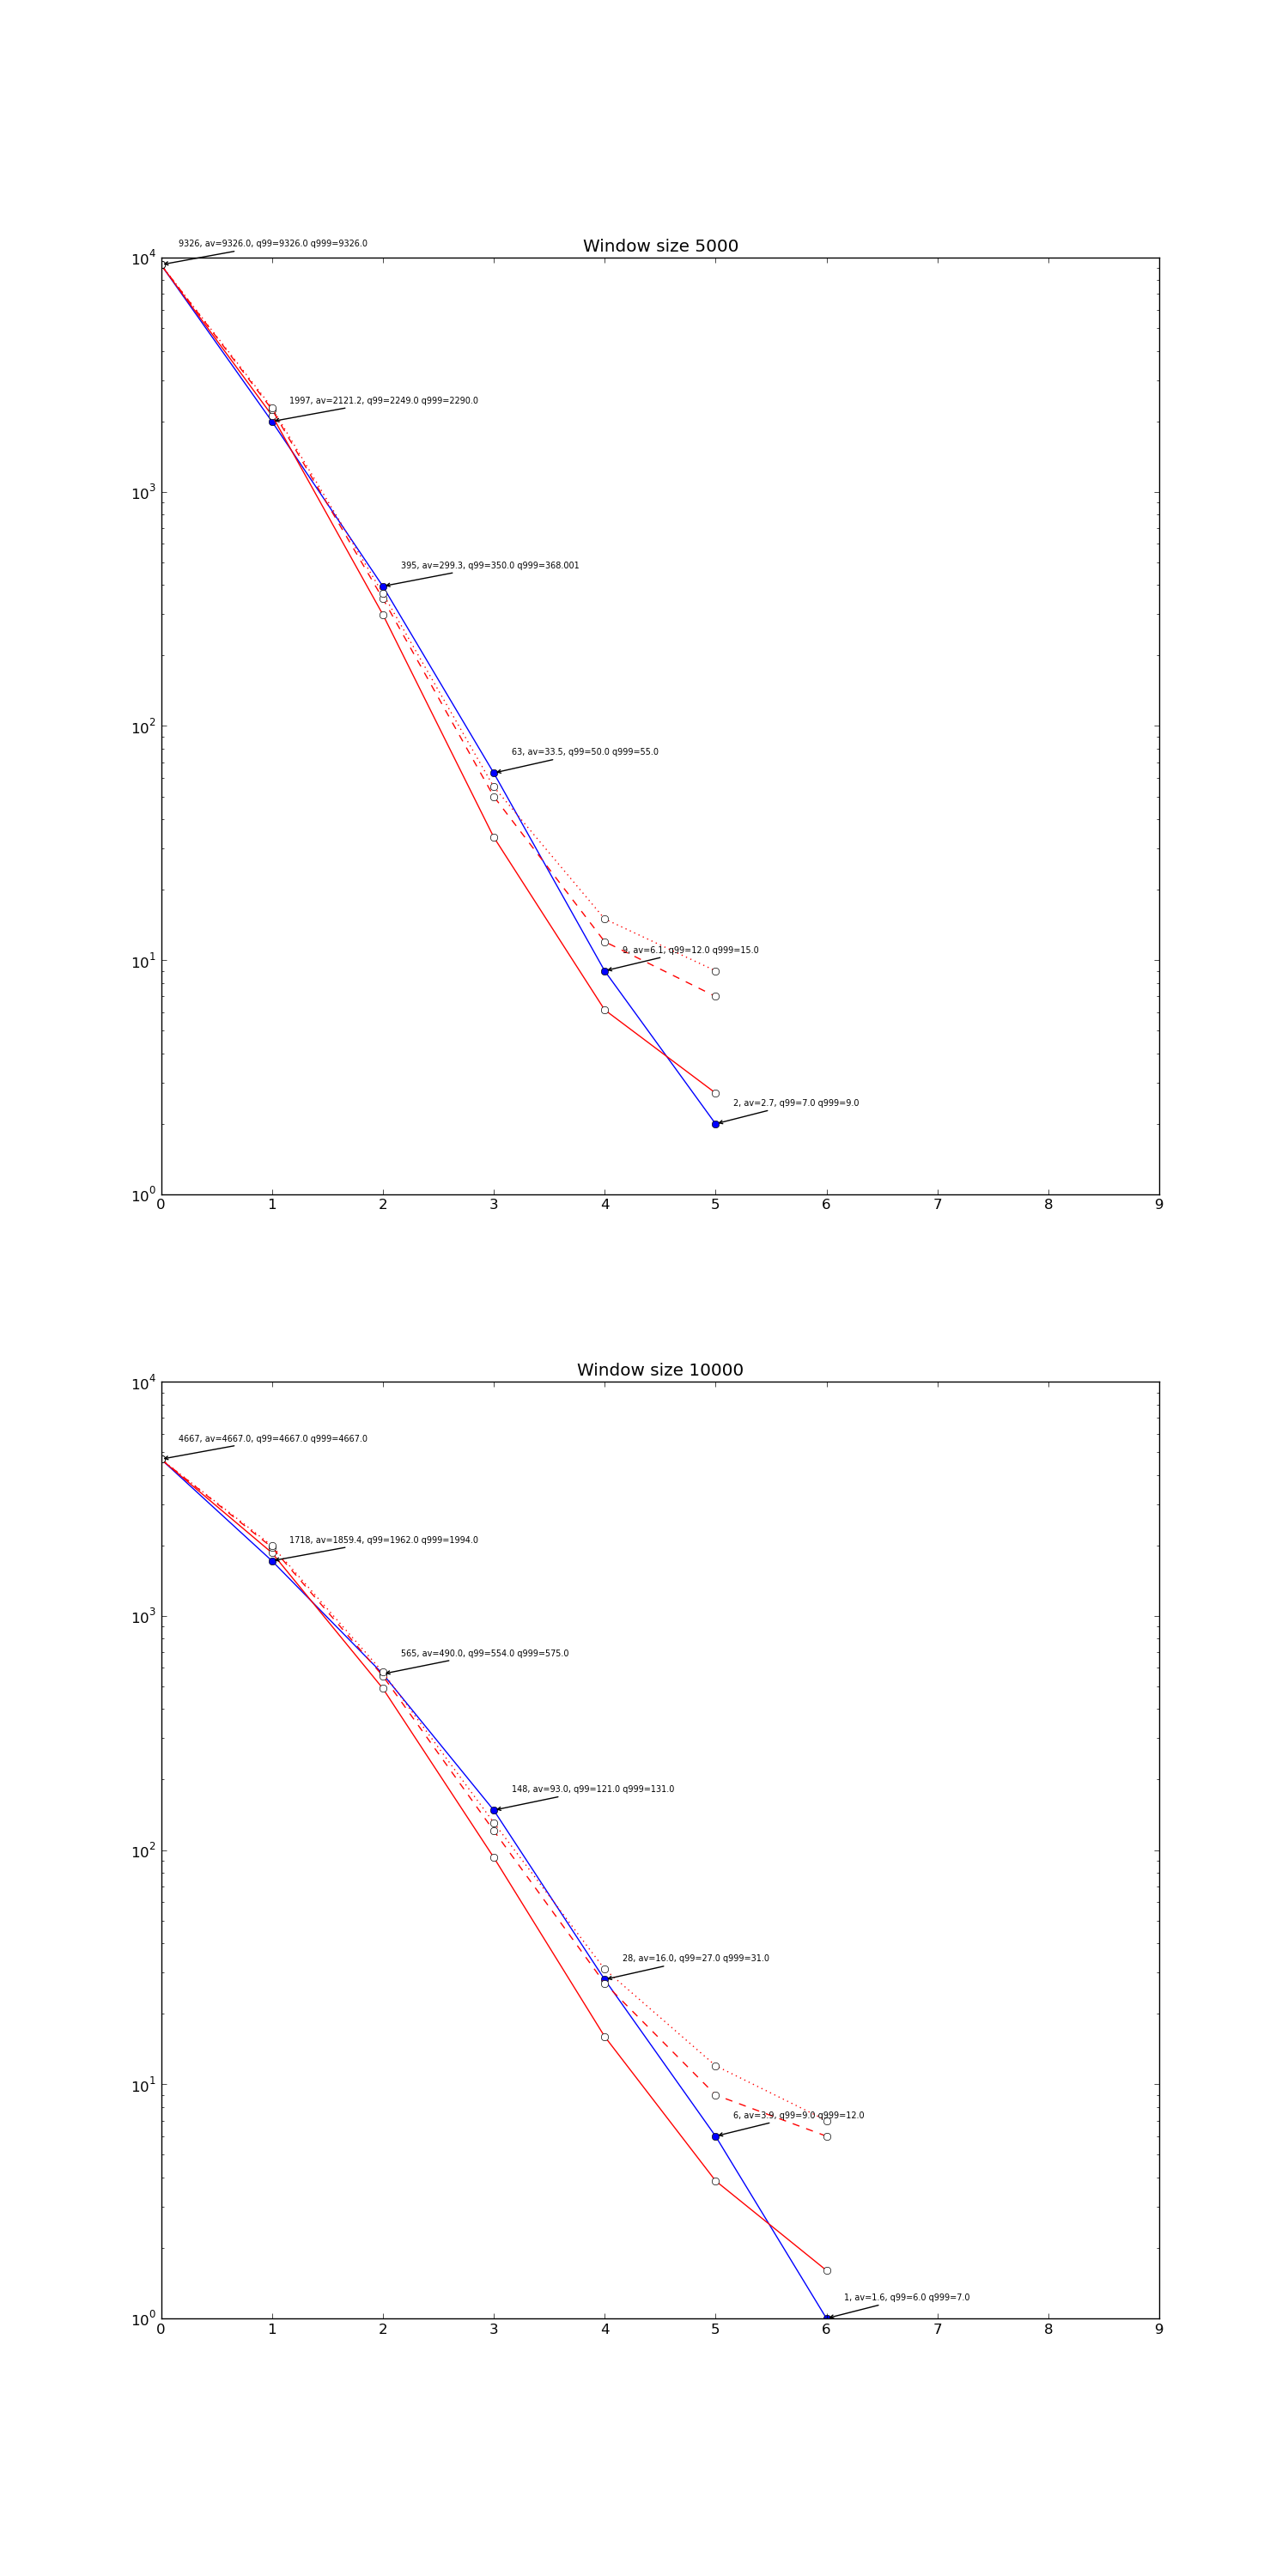 Window size 5000
10^4
9326, av=9326.0, q99=9326.0 q999=9326.0
1997, av=2121.2, q99=2249.0 q999=2290.0
10^3
395, av=299.3, q99=350.0 q999=368.001
10^2
63, av=33.5, q99=50.0 q999=55.0
9, av=6.1, q99=12.0 q999=15.0
10^1
2, av=2.7, q99=7.0 q999=9.0
10^0
0 1 2 3 4 5 6 7 8 9
Window size 10000
10^4
4667, av=4667.0, q99=4667.0 q999=4667.0
1718, av=1859.4, q99=1962.0 q999=1994.0
10^3
565, av=490.0, q99=554.0 q999=575.0
148, av=93.0, q99=121.0 q999=131.0
10^2
28, av=16.0, q99=27.0 q999=31.0
10^1
6, av=3.9, q99=9.0 q999=12.0
1, av=1.6, q99=6.0 q999=7.0
10^0
0 1 2 3 4 5 6 7 8 9